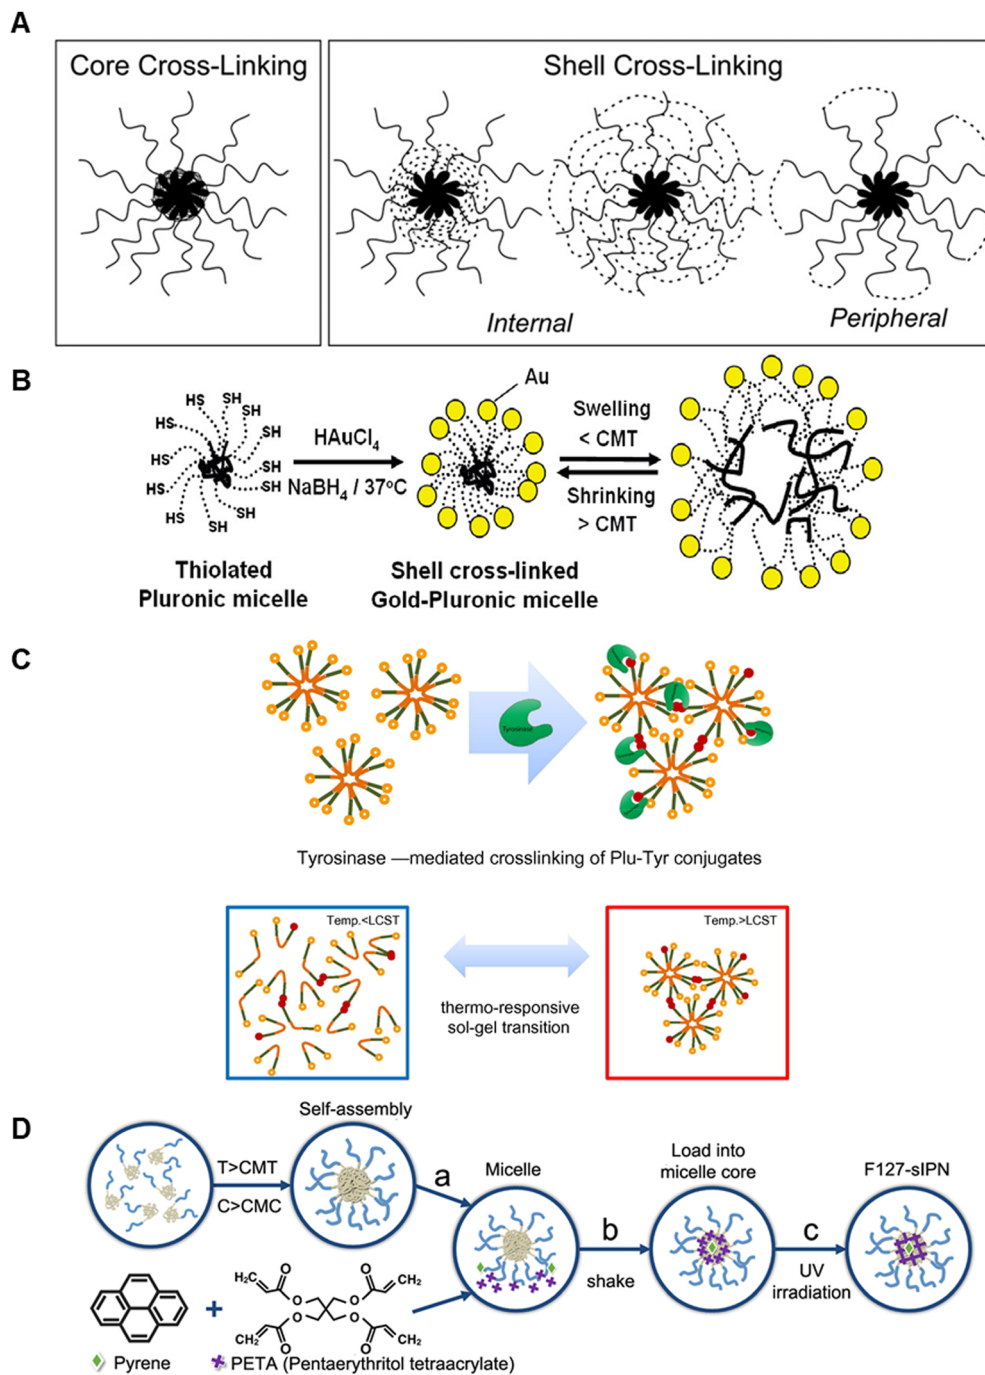 A
Core Cross-Linking
Shell Cross-Linking
Internal
Peripheral
B
HS SH SH
HS SH
HS SH
HS SH
HS SH
HAuCl4
NaBH4 / 37°C
Au
Swelling
< CMT
Shrinking
> CMT
Thiolated
Pluronic micelle
Shell cross-linked
Gold-Pluronic micelle
C
Tyrosinase
Tyrosinase —mediated crosslinking of Plu-Tyr conjugates
Temp.<LCST
Temp.>LCST
thermo-responsive
sol-gel transition
D
Self-assembly
T>CMT
C>CMC
a
Micelle
b
shake
Load into
micelle core
c
UV
irradiation
F127-sIPN
H2C O O CH2
O O
+
O O
CH2 O O CH2
Pyrene
PETA (Pentaerythritol tetraacrylate)